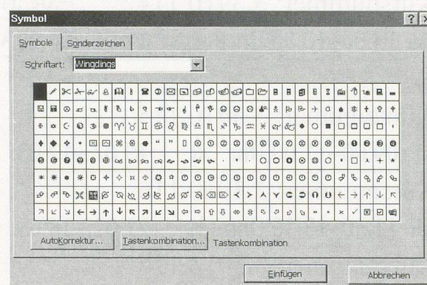 Symbol
Symbole Sonderzeichen
Schriftart: Wingdings
AutoKorrektur... Tastenkombination... Tastenkombination
Einfügen Abbrechen